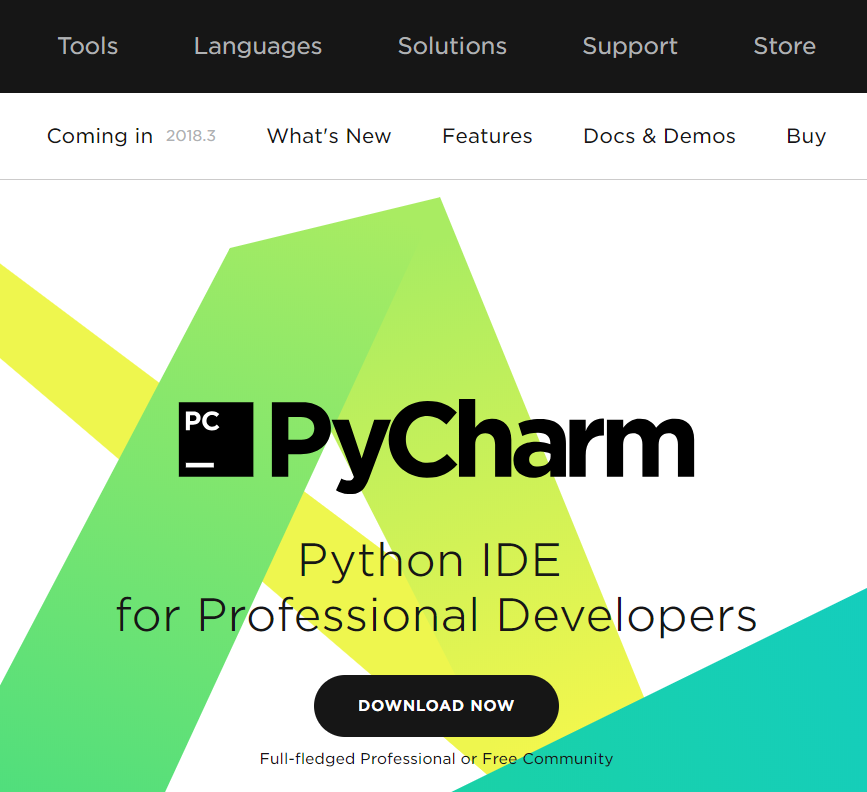 Tools Languages Solutions Support Store
Coming in 2018.3 What's New Features Docs & Demos Buy
PC
PyCharm
Python IDE
for Professional Developers
DOWNLOAD NOW
Full-fledged Professional or Free Community